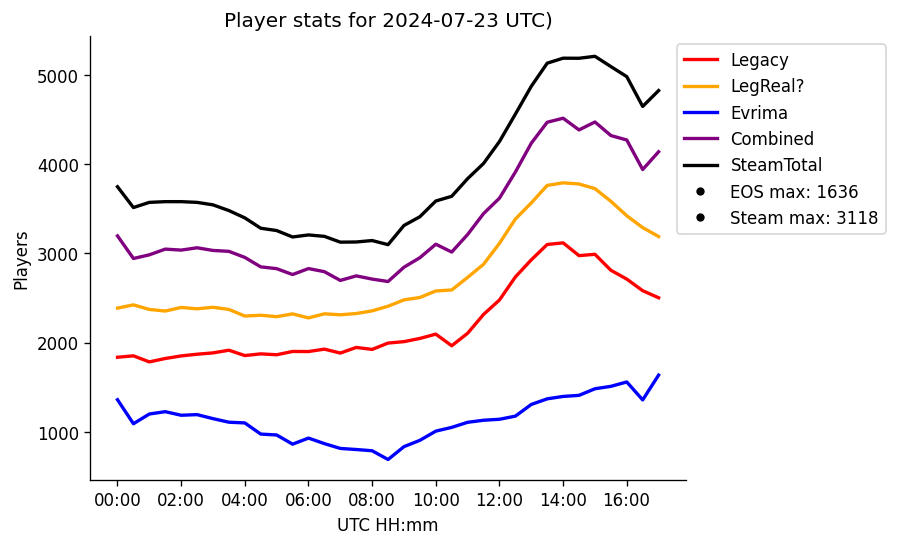 Player stats for 2024-07-23 UTC)
Legacy
LegReal?
Evrima
Combined
SteamTotal
EOS max: 1636
Steam max: 3118
Players
5000
4000
3000
2000
1000
00:00 02:00 04:00 06:00 08:00 10:00 12:00 14:00 16:00
UTC HH:mm